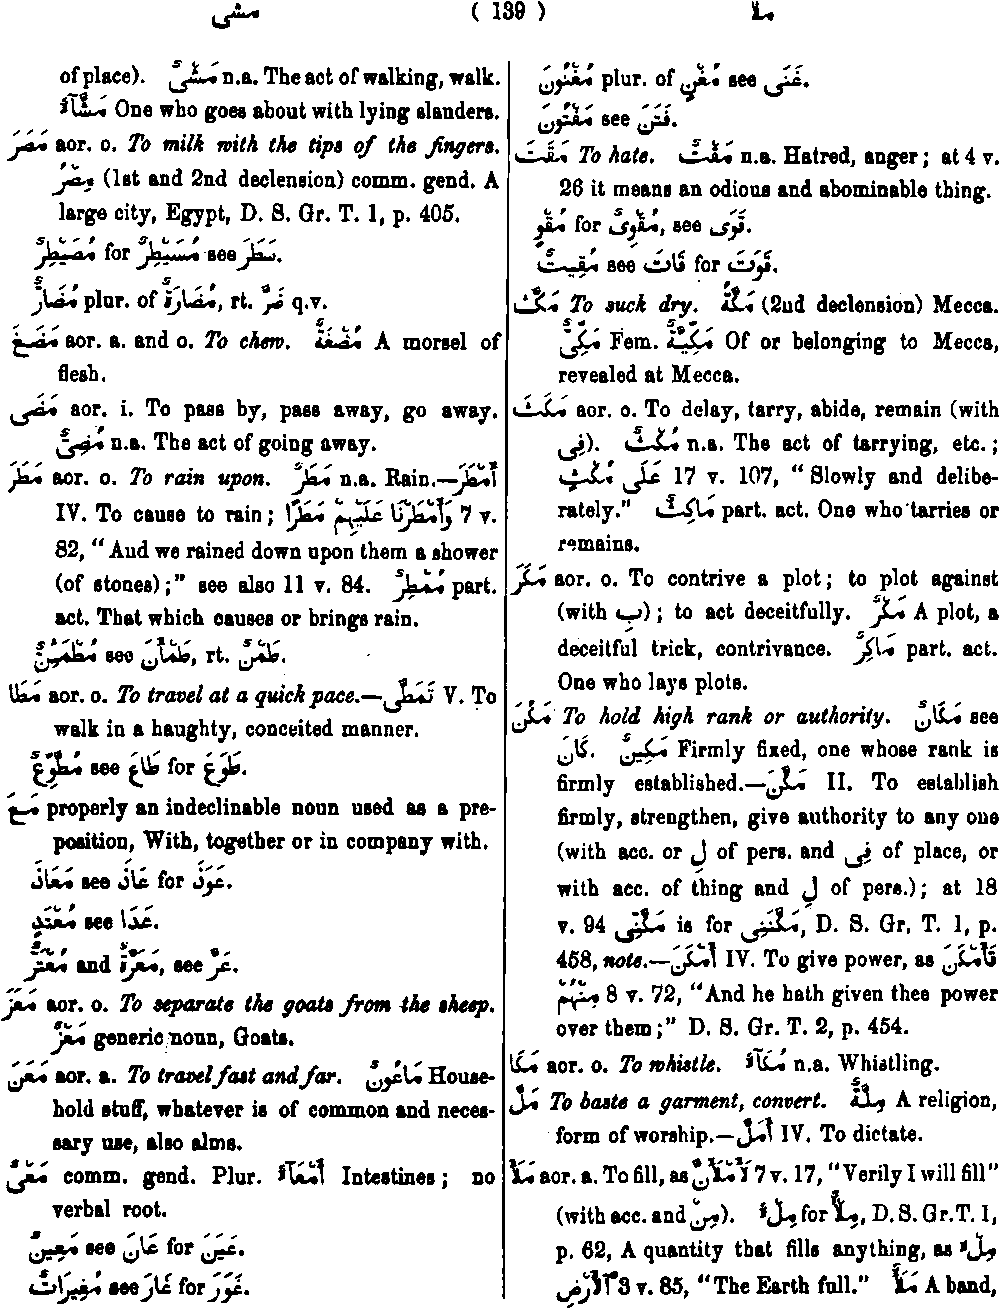 مشى ( 139 ) ملأ
of place). مَشْىٌ n.a. The act of walking, walk.
مَشَّآءٌ One who goes about with lying slanders.
مَصَرَ aor. o. To milk with the tips of the fingers.
مِصْرٌ (1st and 2nd declension) comm. gend. A
large city, Egypt, D. S. Gr. T. 1, p. 405.
مُصَيْطِرٌ for مُسَيْطِرٌ see سَطَرَ.
مُضَارٌّ plur. of مُضَارَّةٌ, rt. ضَرَّ q.v.
مَضَغَ aor. a. and o. To chew. مُضْغَةٌ A morsel of
flesh.
مَضَى aor. i. To pass by, pass away, go away.
مُضِىٌّ n.a. The act of going away.
مَطَرَ aor. o. To rain upon. مَطَرٌ n.a. Rain.—أَمْطَرَ
IV. To cause to rain; وَأَمْطَرْنَا عَلَيْهِمْ مَطَرًا 7 v.
82, "And we rained down upon them a shower
(of stones);" see also 11 v. 84. مُمْطِرٌ part.
act. That which causes or brings rain.
مُطْمَئِنٌّ see طَمْأَنَ, rt. طَمْنٌ.
مَطَا aor. o. To travel at a quick pace.—تَمَطَّى V. To
walk in a haughty, conceited manner.
مُطَّوِّعٌ see طَاعَ for طَوَعَ.
مَعَ properly an indeclinable noun used as a pre-
position, With, together or in company with.
مَعَاذَ see عَاذَ for عَوَذَ.
مُعْتَدٍ see عَدَا.
مُعْتَرٌّ and مَعَرَّةٌ, see عَرَّ.
مَعَزَ aor. o. To separate the goats from the sheep.
مَعْزٌ generic noun, Goats.
مَعَنَ aor. a. To travel fast and far. مَاعُونٌ House-
hold stuff, whatever is of common and neces-
sary use, also alms.
مَعْىٌ comm. gend. Plur. أَمْعَآءٌ Intestines; no
verbal root.
مَعِينٌ see عَانَ for عَيَنَ.
مُغِيرَاتٌ see غَارَ for غَوَرَ.
مُغْنُونَ plur. of مُغْنٍ see غَنَى.
مَفْتُونَ see فَتَنَ.
مَقَتَ To hate. مَقْتٌ n.a. Hatred, anger; at 4 v.
26 it means an odious and abominable thing.
مُقْوٍ for مُقْوِىٌ, see قَوَى.
مُقِيتٌ see قَاتَ for قَوَتَ.
مَكَّ To suck dry. مَكَّةُ (2nd declension) Mecca.
مَكِّىٌّ Fem. مَكِّيَّةٌ Of or belonging to Mecca,
revealed at Mecca.
مَكَثَ aor. o. To delay, tarry, abide, remain (with
فِى). مُكْثٌ n.a. The act of tarrying, etc.;
عَلَى مُكْثٍ 17 v. 107, "Slowly and delibe-
rately." مَاكِثٌ part. act. One who tarries or
remains.
مَكَرَ aor. o. To contrive a plot; to plot against
(with بِ); to act deceitfully. مَكْرٌ A plot, a
deceitful trick, contrivance. مَاكِرٌ part. act.
One who lays plots.
مَكُنَ To hold high rank or authority. مَكَانٌ see
كَانَ. مَكِينٌ Firmly fixed, one whose rank is
firmly established.—مَكَّنَ II. To establish
firmly, strengthen, give authority to any one
(with acc. or لِ of pers. and فِى of place, or
with acc. of thing and لِ of pers.); at 18
v. 94 مَكَّنِّى is for مَكَّنَنِى, D. S. Gr. T. 1, p.
458, note.—أَمْكَنَ IV. To give power, as فَأَمْكَنَ
مِنْهُمْ 8 v. 72, "And he hath given thee power
over them;" D. S. Gr. T. 2, p. 454.
مَكَا aor. o. To whistle. مُكَآءٌ n.a. Whistling.
مَلَّ To baste a garment, convert. مِلَّةٌ A religion,
form of worship.—أَمَلَّ IV. To dictate.
مَلَأَ aor. a. To fill, as لَأَمْلَأَنَّ 7 v. 17, "Verily I will fill"
(with acc. and مِنْ). مِلْءٌ for مِلْأٌ, D. S. Gr. T. 1,
p. 62, A quantity that fills anything, as مِلْءُ
ٱلْأَرْضِ 3 v. 85, "The Earth full." مَلَأٌ A band,